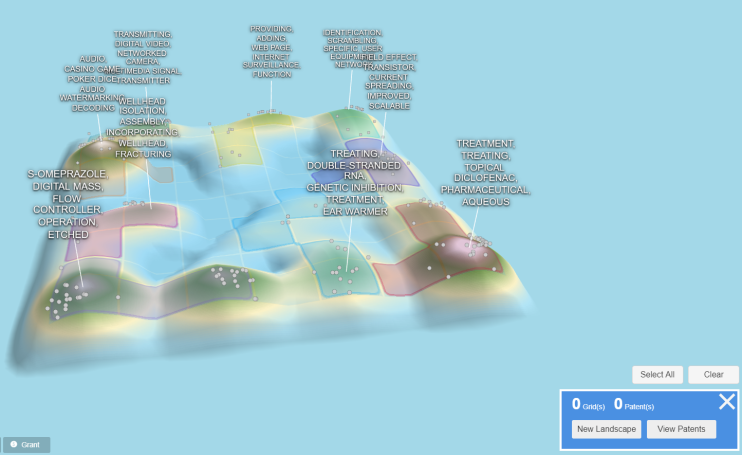 TRANSMITTING,
DIGITAL VIDEO,
NETWORKED
CAMERA,
MULTIMEDIA SIGNAL,
TRANSMITTER
AUDIO,
CASINO GAME,
POKER DICE,
AUDIO
WATERMARKING,
DECODING
WELLHEAD
ISOLATION,
ASSEMBLY,
INCORPORATING,
WELLHEAD,
FRACTURING
PROVIDING,
ADDING,
WEB PAGE,
INTERNET
SURVEILLANCE,
FUNCTION
IDENTIFICATION,
SCRAMBLING,
SPECIFIC, USER
FIELD EFFECT,
TRANSISTOR,
CURRENT
SPREADING,
IMPROVED,
SCALABLE
TREATING,
DOUBLE-STRANDED
RNA,
GENETIC INHIBITION,
TREATMENT,
EAR WARMER
TREATMENT,
TREATING,
TOPICAL
DICLOFENAC,
PHARMACEUTICAL,
AQUEOUS
S-OMEPRAZOLE,
DIGITAL MASS,
FLOW
CONTROLLER,
OPERATION,
ETCHED
Select All
Clear
0 Grid(s) 0 Patent(s)
New Landscape
View Patents
Grant